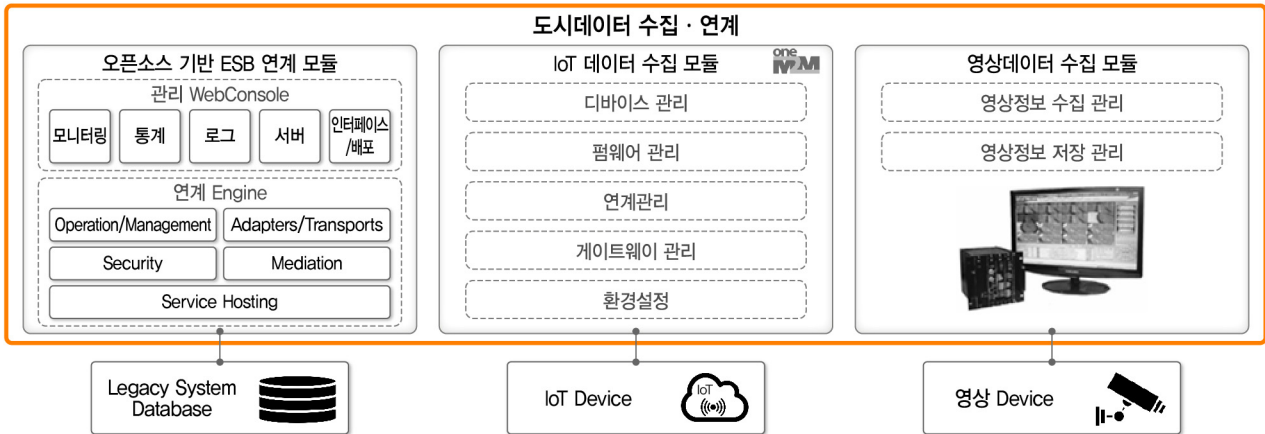 도시데이터 수집 · 연계
오픈소스 기반 ESB 연계 모듈
관리 WebConsole
모니터링
통계
로그
서버
인터페이스
/배포
연계 Engine
Operation/Management
Adapters/Transports
Security
Mediation
Service Hosting
Legacy System
Database
IoT 데이터 수집 모듈
one
M2M
디바이스 관리
펌웨어 관리
연계관리
게이트웨이 관리
환경설정
IoT Device
IoT
영상데이터 수집 모듈
영상정보 수집 관리
영상정보 저장 관리
영상 Device